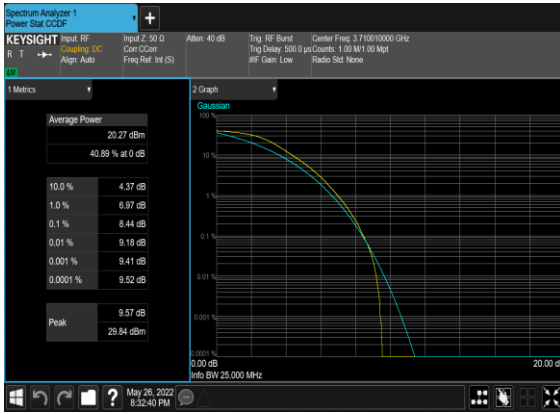 Spectrum Analyzer 1
Power Stat CCDF
+
KEYSIGHT
R T
LXI
Input: RF
Coupling: DC
Align: Auto
Input Z: 50 Ω
Corr CCorr
Freq Ref: Int (S)
Atten: 40 dB
Trig: RF Burst
Trig Delay: 500.0 µs
#IF Gain: Low
Center Freq: 3.710010000 GHz
Counts: 1.00 M/1.00 Mpt
Radio Std: None
1 Metrics
Average Power
20.27 dBm
40.89 % at 0 dB
10.0 % 4.37 dB
1.0 % 6.97 dB
0.1 % 8.44 dB
0.01 % 9.18 dB
0.001 % 9.41 dB
0.0001 % 9.52 dB
Peak
9.57 dB
29.84 dBm
2 Graph
Gaussian
100 %
10 %
1 %
0.1 %
0.01 %
0.001 %
0.0001 %
0.00 dB
20.00 d
Info BW 25.000 MHz
?
May 26, 2022
8:32:40 PM